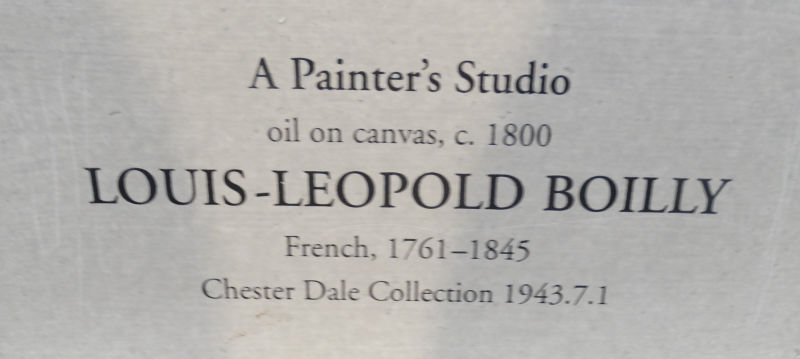 A Painter's Studio
oil on canvas, c. 1800
LOUIS-LEOPOLD BOILLY
French, 1761–1845
Chester Dale Collection 1943.7.1